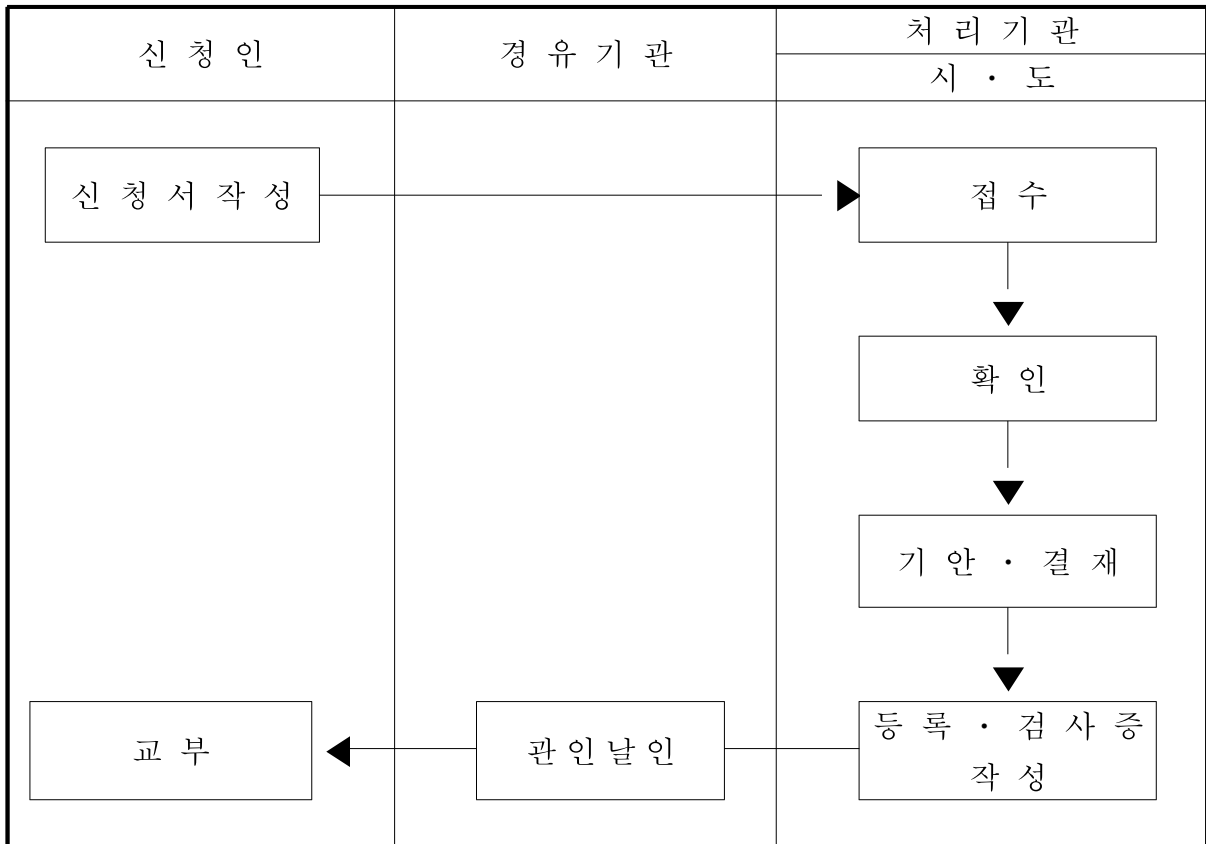 신 청 인
경 유 기 관
처 리 기 관
시 · 도
신 청 서 작 성
접 수
확 인
기 안 · 결 재
교 부
관 인 날 인
등 록 · 검 사 증
작 성